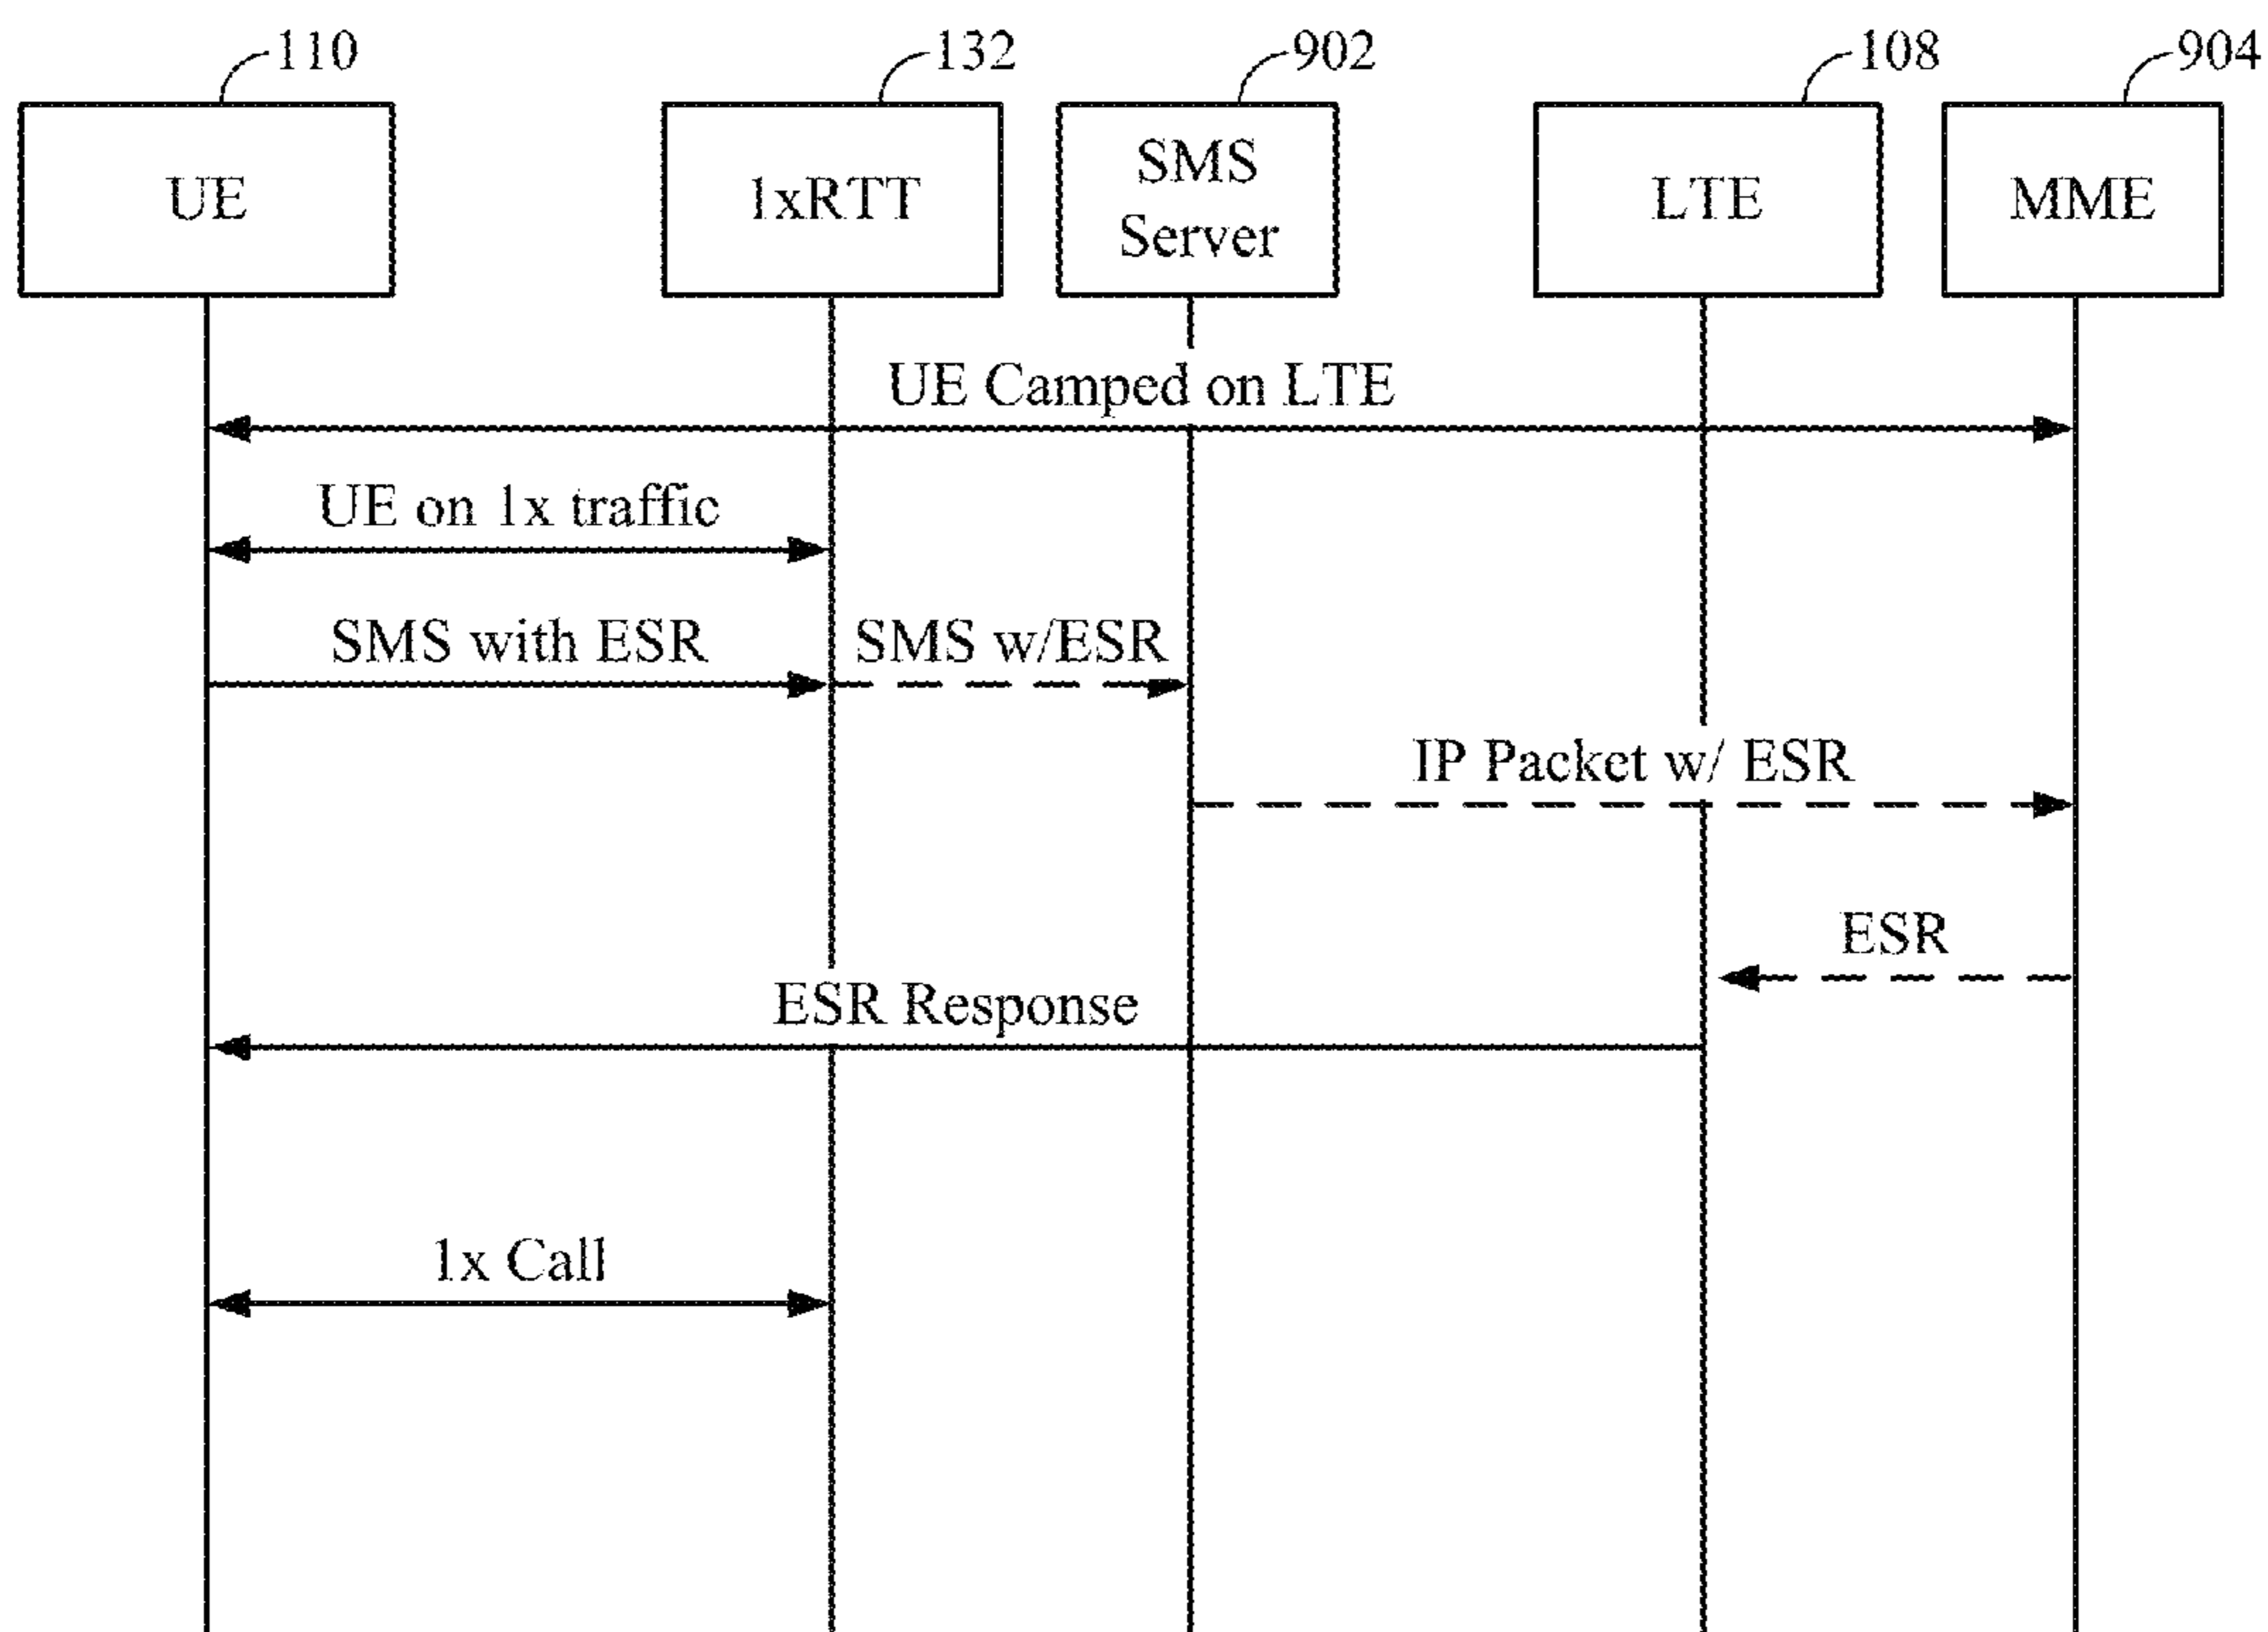 110
132
902
108
904
UE
1xRTT
SMS
Server
LTE
MME
UE Camped on LTE
UE on 1x traffic
SMS with ESR
SMS w/ESR
IP Packet w/ ESR
ESR
ESR Response
1x Call